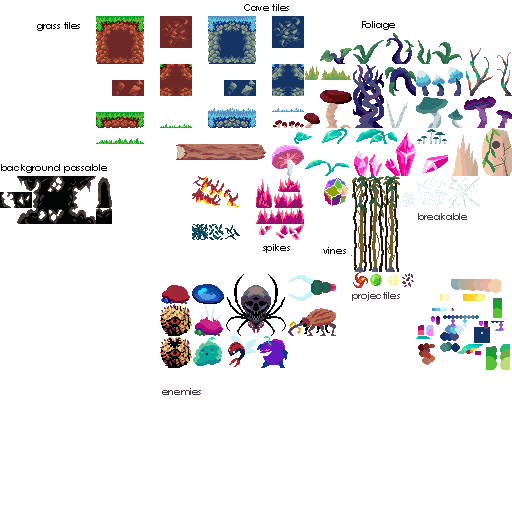 Cave tiles
grass tiles
Foliage
background passable
breakable
spikes
vines
projectiles
enemies